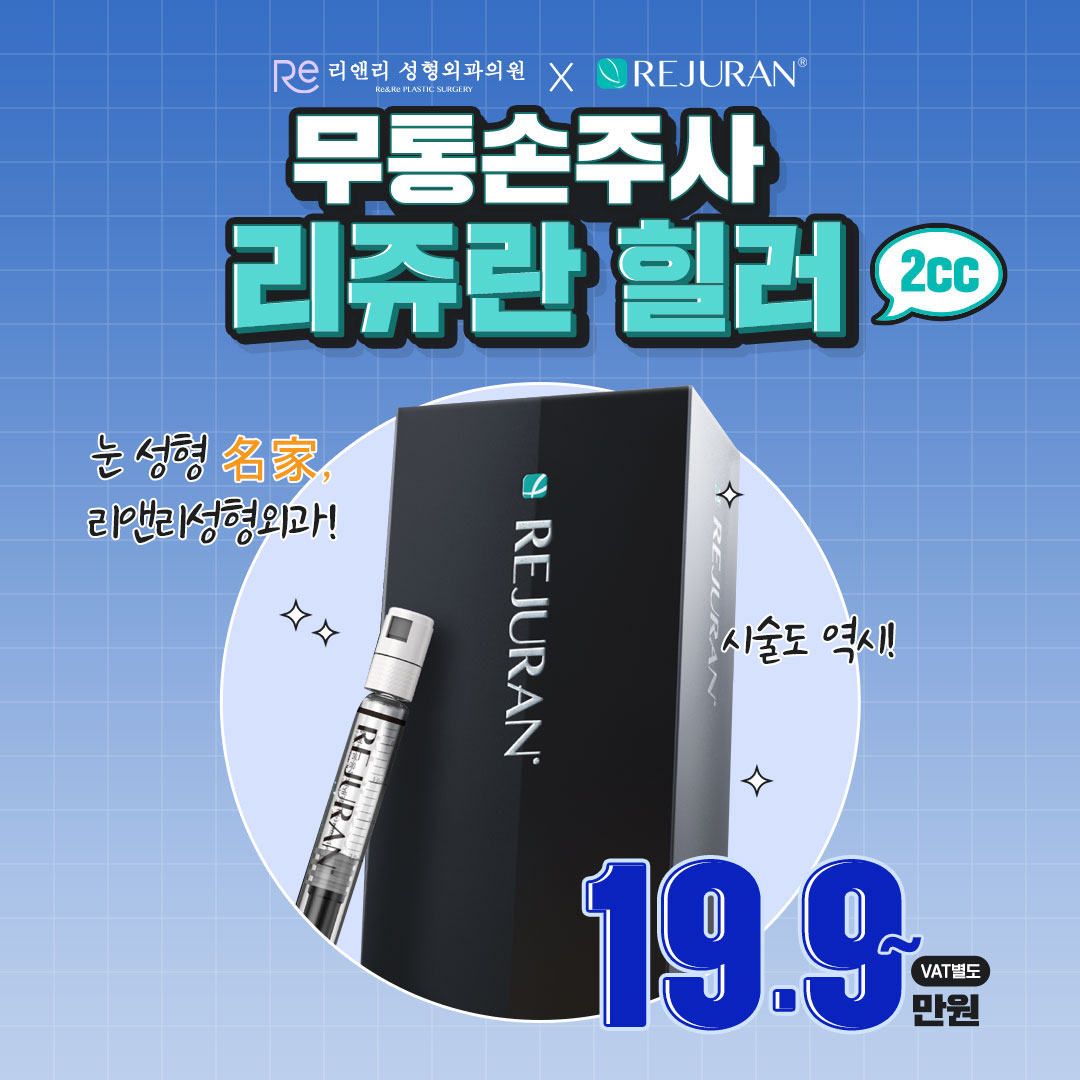 Re 리앤리 성형외과의원 X REJURAN®
Re&Re PLASTIC SURGERY
무통손주사
리쥬란 힐러 2cc
눈 성형 名家,
리앤리성형외과!
REJURAN
REJURAN
시술도 역시!
REJURAN
19.9~
VAT별도
만원